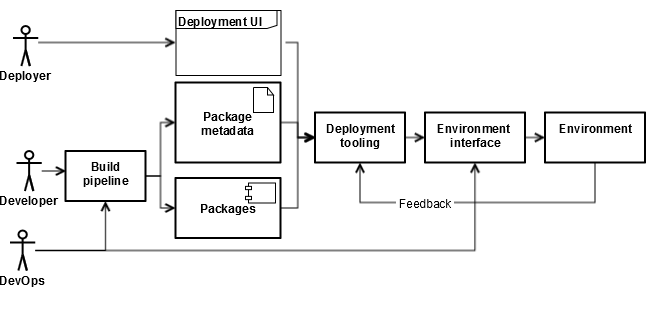 Deployment UI
Deployer
Package
metadata
Deployment
tooling
Environment
interface
Environment
Build
pipeline
Developer
Packages
Feedback
DevOps